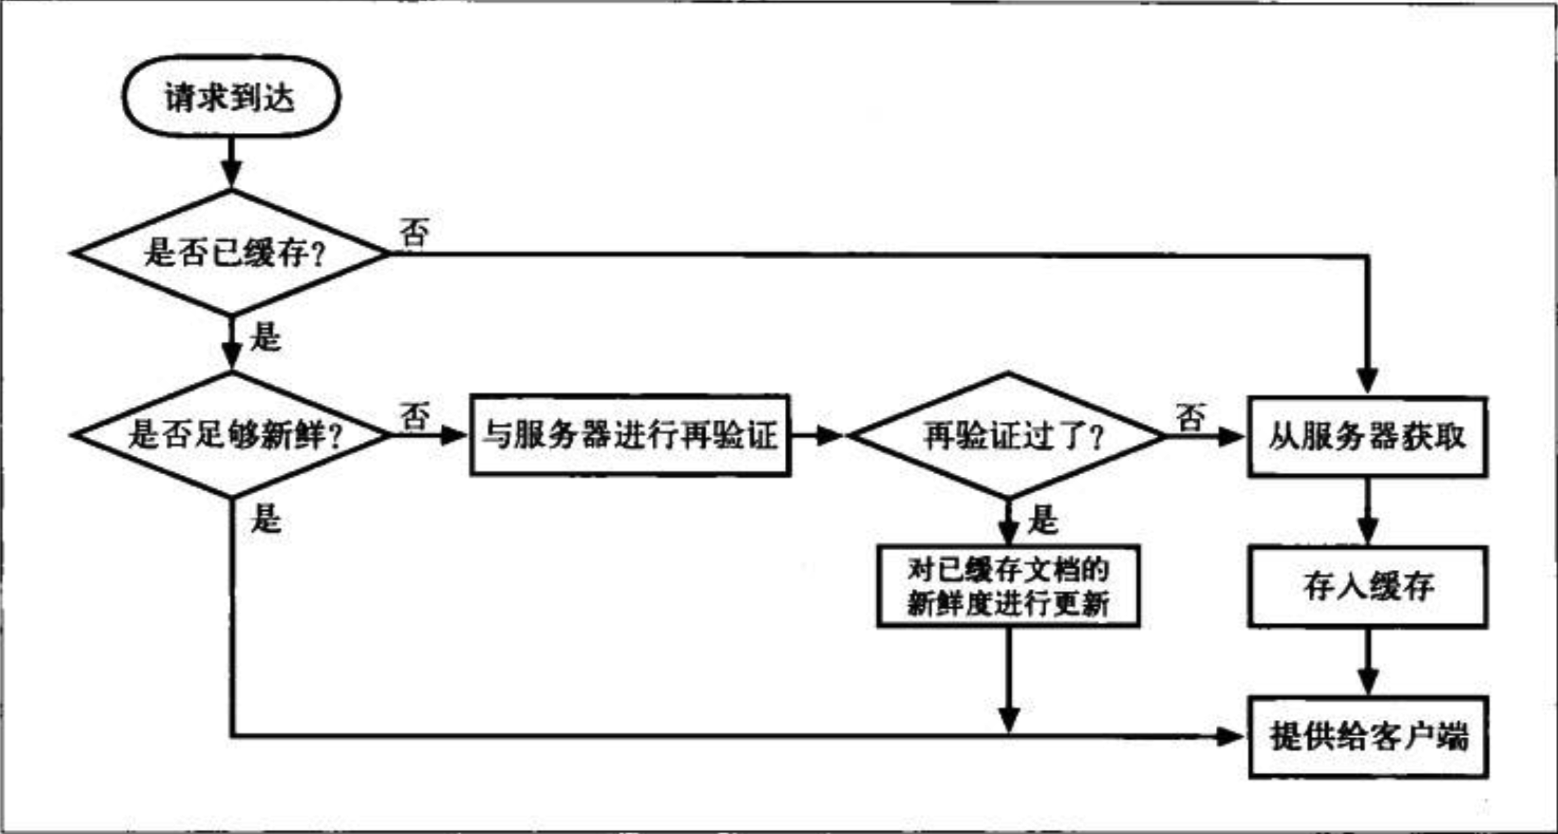 请求到达
是否已缓存?
否
是
是否足够新鲜?
否
与服务器进行再验证
再验证过了?
否
从服务器获取
是
是
对已缓存文档的
新鲜度进行更新
存入缓存
提供给客户端